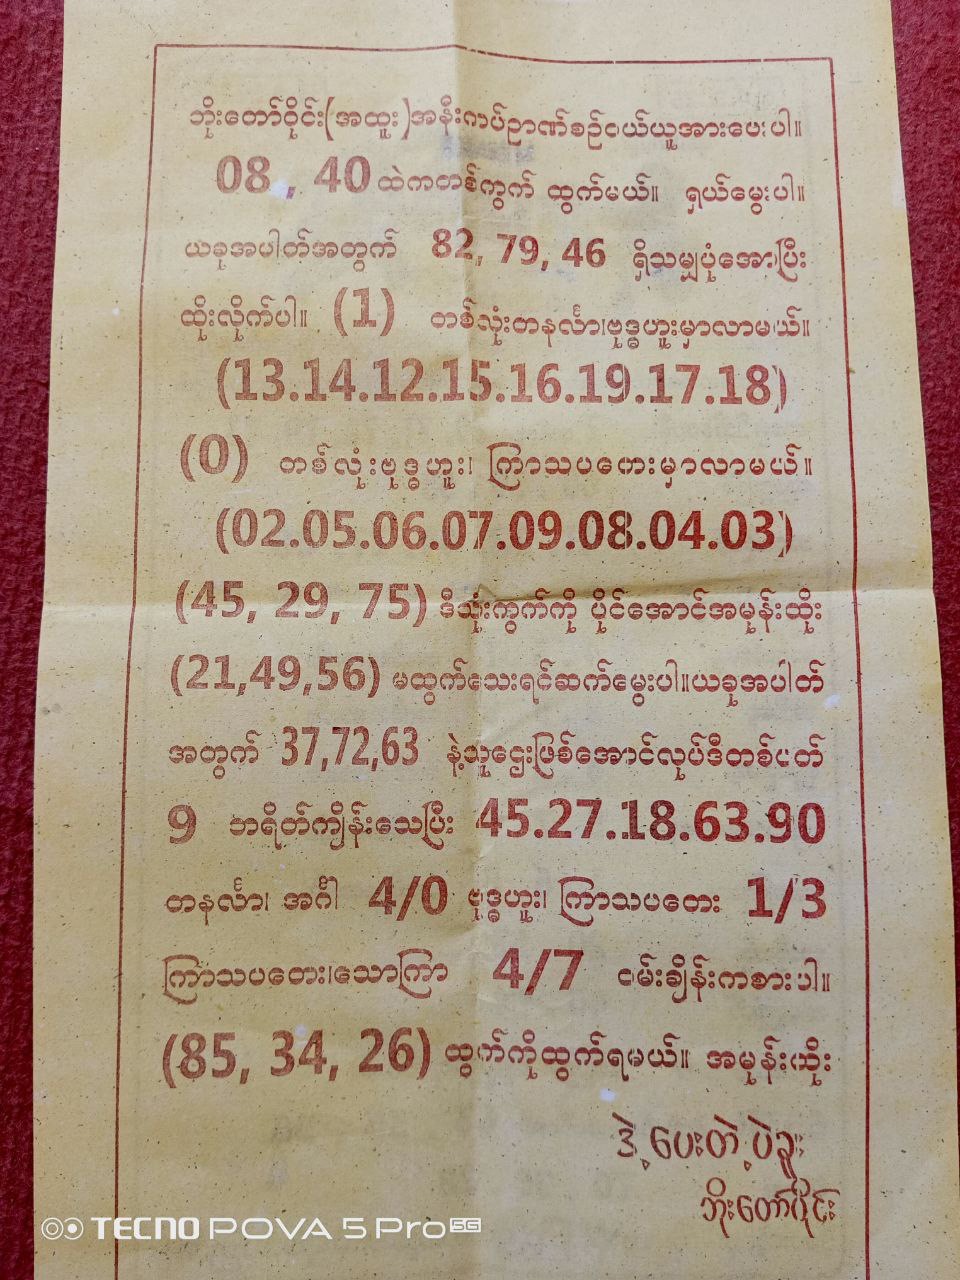 ဘိုးတော်ဝိုင်း(အထူး)အနီးကပ်ဉာဏ်စဉ်ငယ်ယူအားပေးပါ။
08, 40 ထဲကတစ်ကွက် ထွက်မယ်။ ရှယ်မွေးပါ။
ယခုအပါတ်အတွက် 82, 79, 46 ရှိသမျှပုံအောပြီး
ထိုးလိုက်ပါ။ (1) တစ်လုံးတနင်္လာ၊ဗုဒ္ဓဟူးမှာလာမယ်။
(13.14.12.15.16.19.17.18)
(0) တစ်လုံးဗုဒ္ဓဟူး၊ ကြာသပတေးမှာလာမယ်။
(02.05.06.07.09.08.04.03)
(45, 29, 75) ဒီသုံးကွက်ကို ပိုင်အောင်အမုန်းထိုး
(21,49,56) မထွက်သေးရင်ဆက်မွေးပါ။ယခုအပါတ်
အတွက် 37,72,63 နဲ့သူဌေးဖြစ်အောင်လုပ်ဒီတစ်ပတ်
9 ဘရိတ်ကျိန်းသေပြီး 45.27.18.63.90
တနင်္လာ၊ အင်္ဂါ 4/0 ဗုဒ္ဓဟူး၊ ကြာသပတေး 1/3
ကြာသပတေး၊သောကြာ 4/7 ငမ်းချိန်းကစားပါ။
(85, 34, 26) ထွက်ကိုထွက်ရမယ်။ အမုန်းထိုး
ဒဲ့ပေးတဲ့ပဲခူး
ဘိုးတော်ဝိုင်း
TECNO POVA 5 Pro 5G